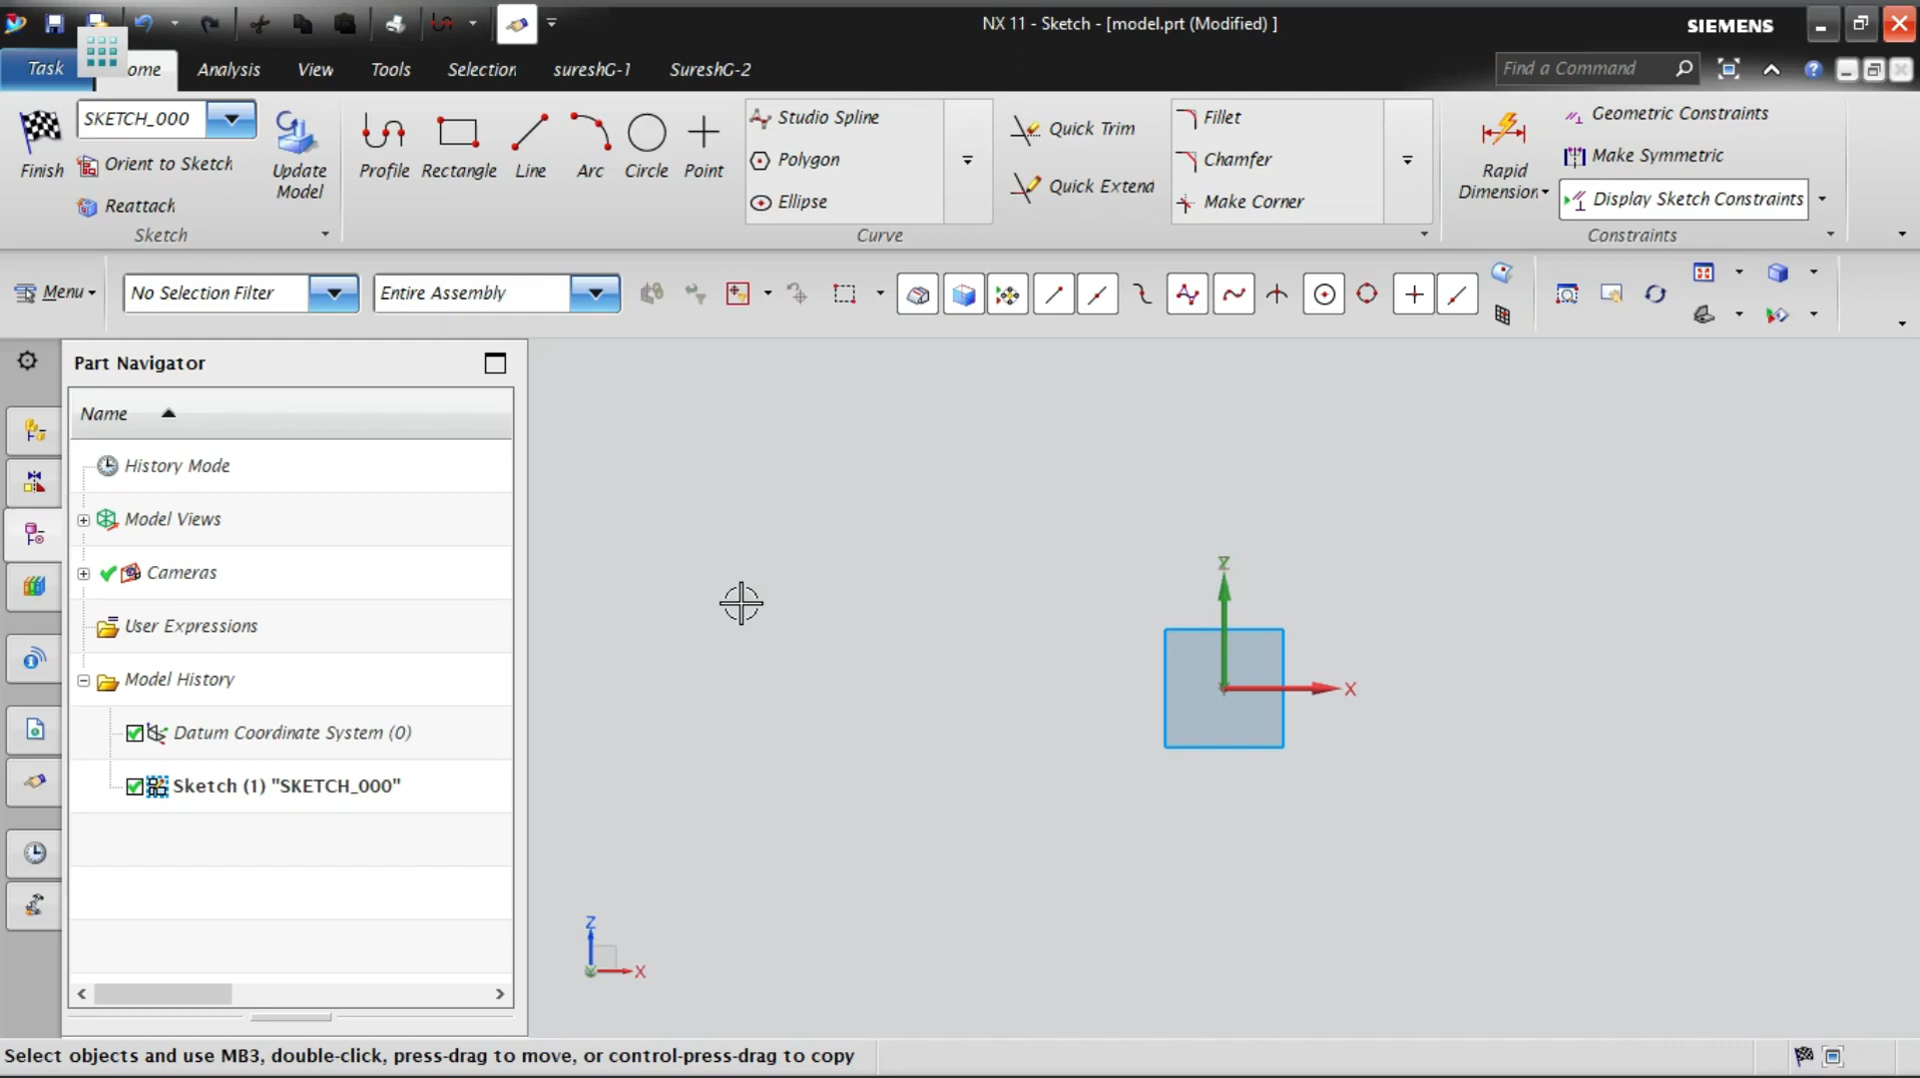 NX 11 - Sketch - [model.prt (Modified) ]
SIEMENS
Task
ome
Analysis
View
Tools
Selection
sureshG-1
SureshG-2
Find a Command
Finish
SKETCH_000
Orient to Sketch
Reattach
Update
Model
Sketch
Profile
Rectangle
Line
Arc
Circle
Point
Studio Spline
Polygon
Ellipse
Quick Trim
Quick Extend
Fillet
Chamfer
Make Corner
Curve
Rapid
Dimension
Geometric Constraints
Make Symmetric
Display Sketch Constraints
Constraints
Menu
No Selection Filter
Entire Assembly
Part Navigator
Name
History Mode
Model Views
Cameras
User Expressions
Model History
Datum Coordinate System (0)
Sketch (1) "SKETCH_000"
X
Z
X
Select objects and use MB3, double-click, press-drag to move, or control-press-drag to copy